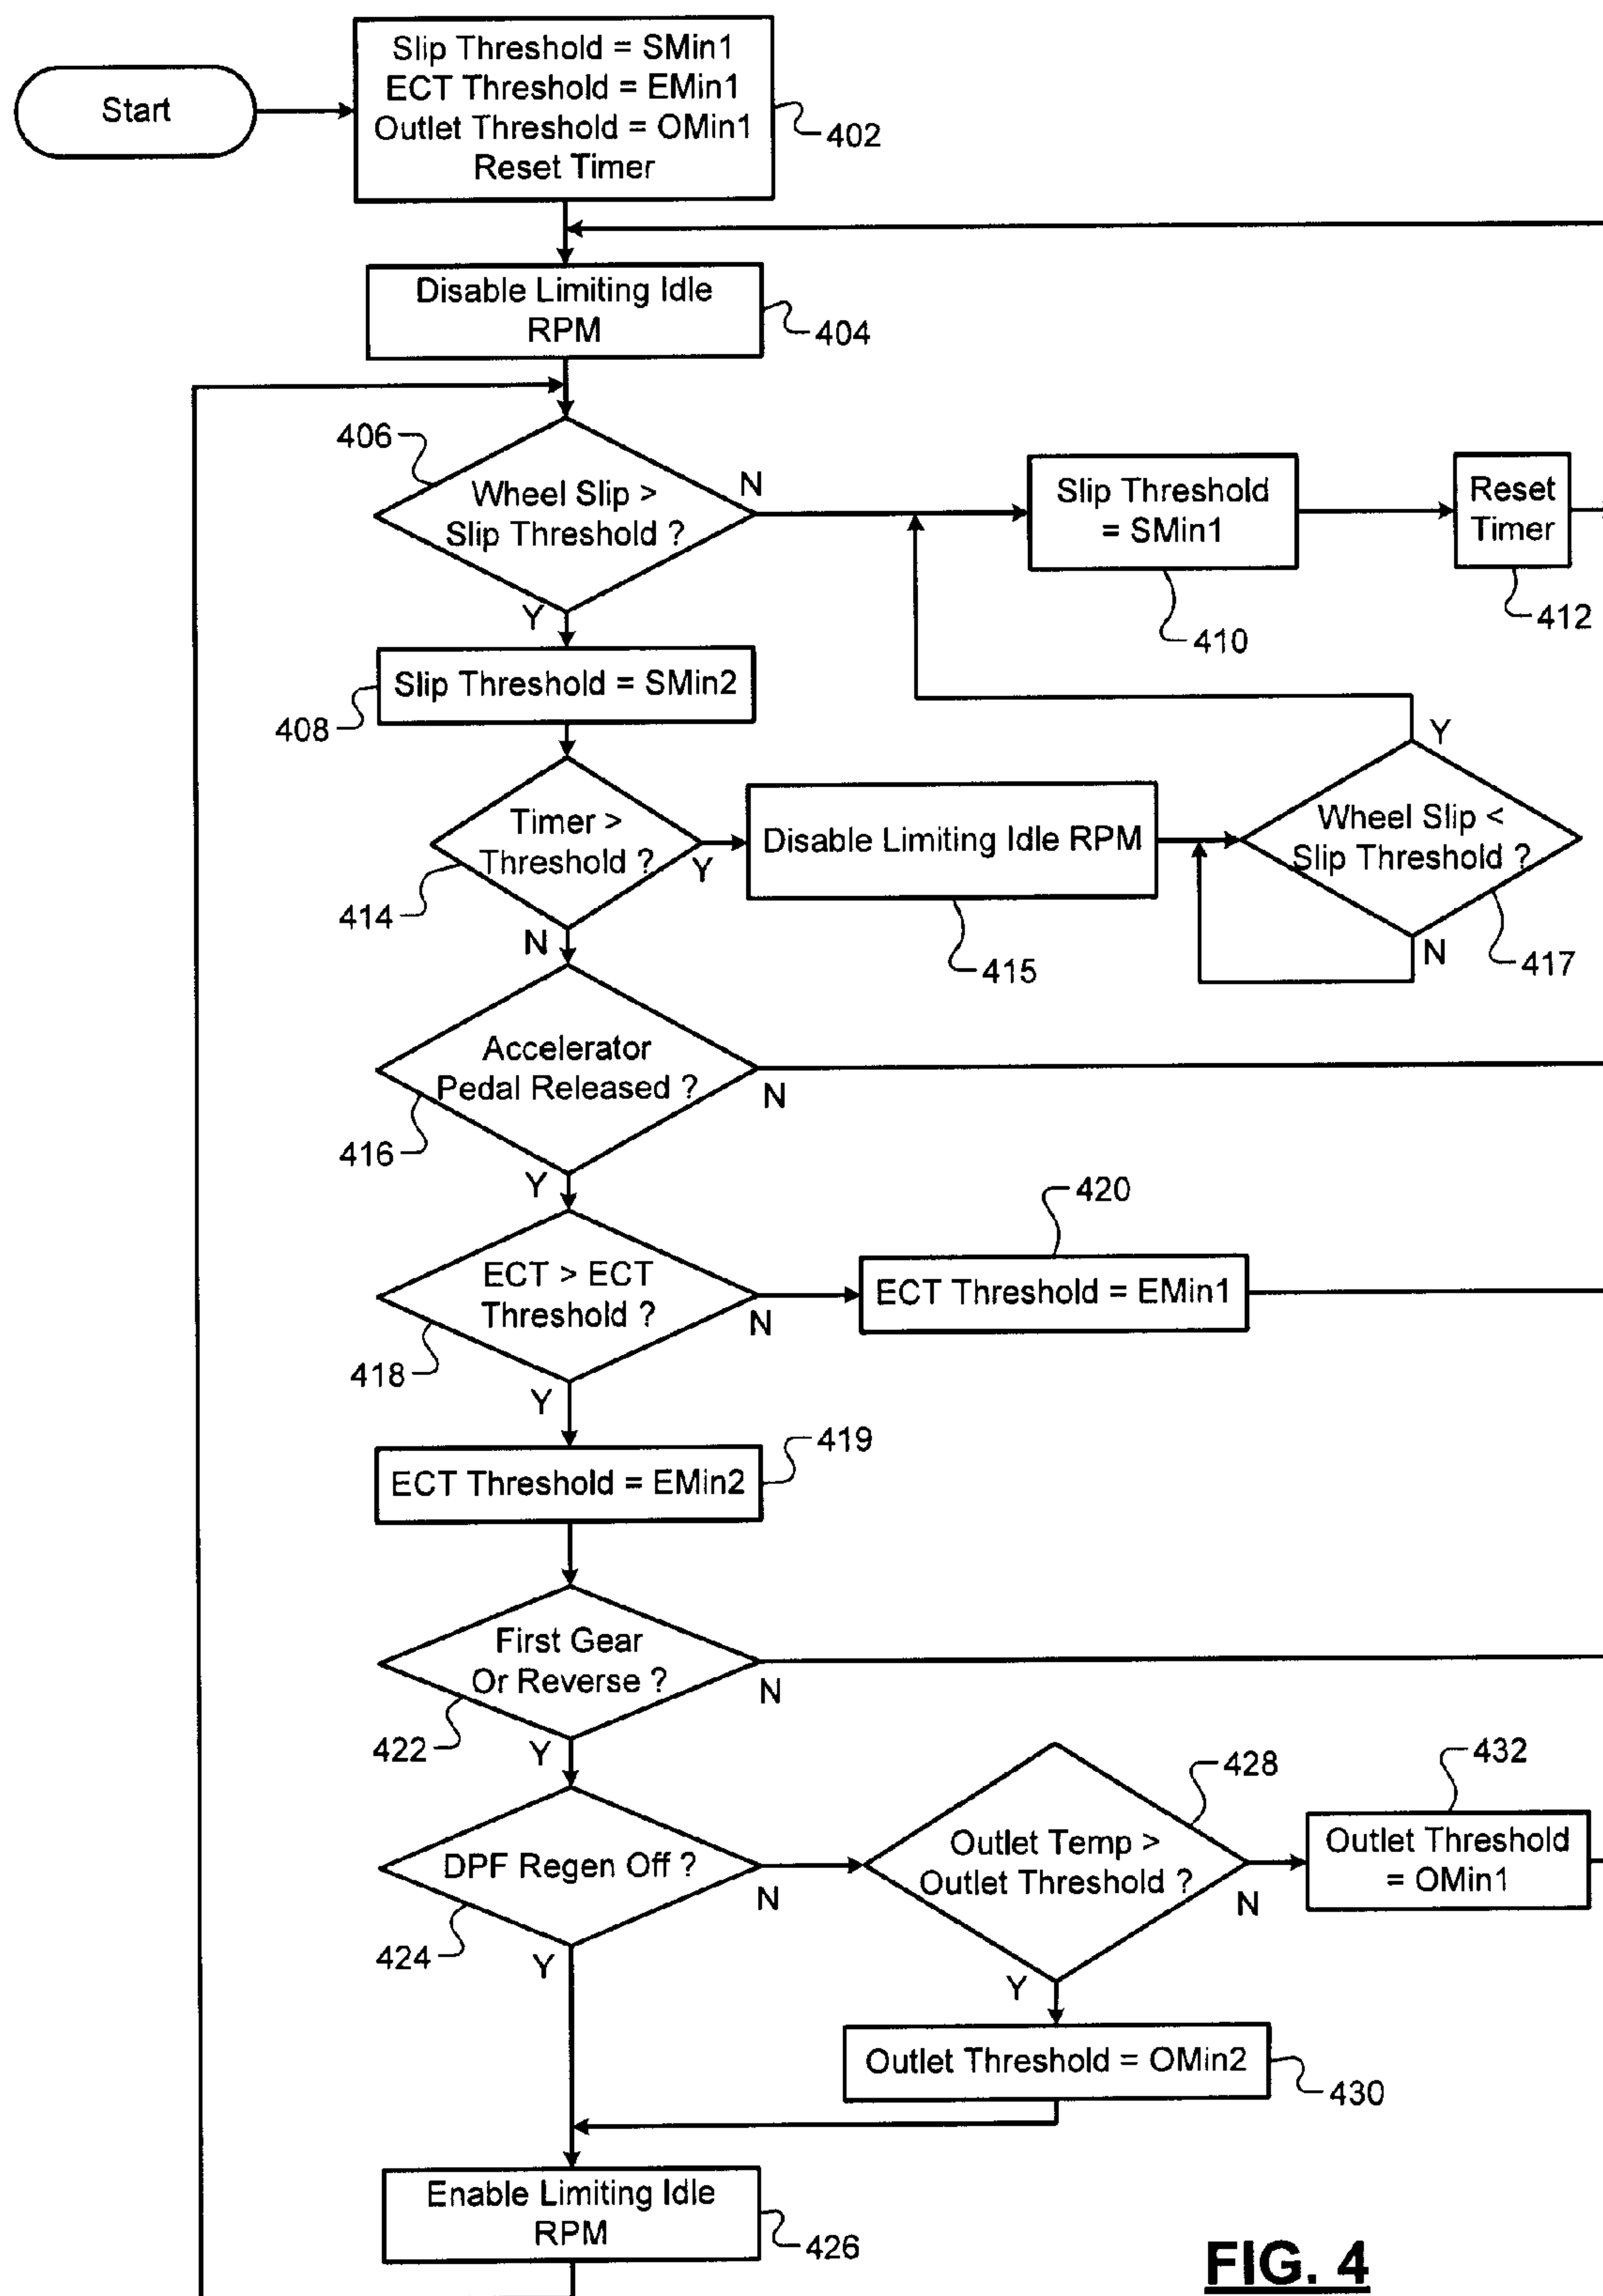 Start
Slip Threshold = SMin1
ECT Threshold = EMin1
Outlet Threshold = OMin1
Reset Timer
402
Disable Limiting Idle
RPM
404
406
Wheel Slip >
Slip Threshold ?
N
Y
Slip Threshold
= SMin1
410
Reset
Timer
412
Slip Threshold = SMin2
408
Timer >
Threshold ?
414
Y
N
Disable Limiting Idle RPM
415
Wheel Slip <
Slip Threshold ?
Y
N
417
Accelerator
Pedal Released ?
416
N
Y
ECT > ECT
Threshold ?
418
N
Y
420
ECT Threshold = EMin1
419
ECT Threshold = EMin2
First Gear
Or Reverse ?
422
N
Y
DPF Regen Off ?
424
N
Y
428
Outlet Temp >
Outlet Threshold ?
N
Y
432
Outlet Threshold
= OMin1
Outlet Threshold = OMin2
430
Enable Limiting Idle
RPM
426
FIG. 4